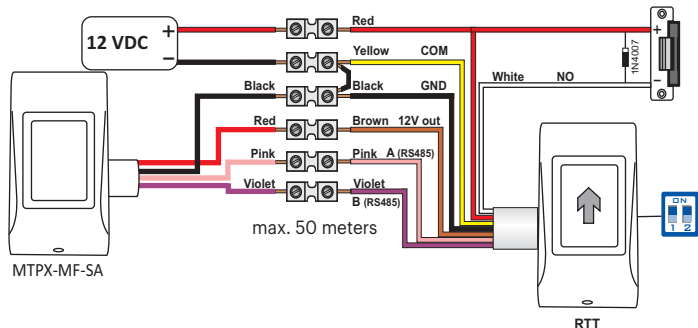 Red
12 VDC
+
−
+
Yellow COM
1N4007
−
White NO
Black
Black GND
Red
Brown 12V out
Pink
Pink A (RS485)
Violet
Violet
B (RS485)
ON
1 2
max. 50 meters
MTPX-MF-SA
RTT